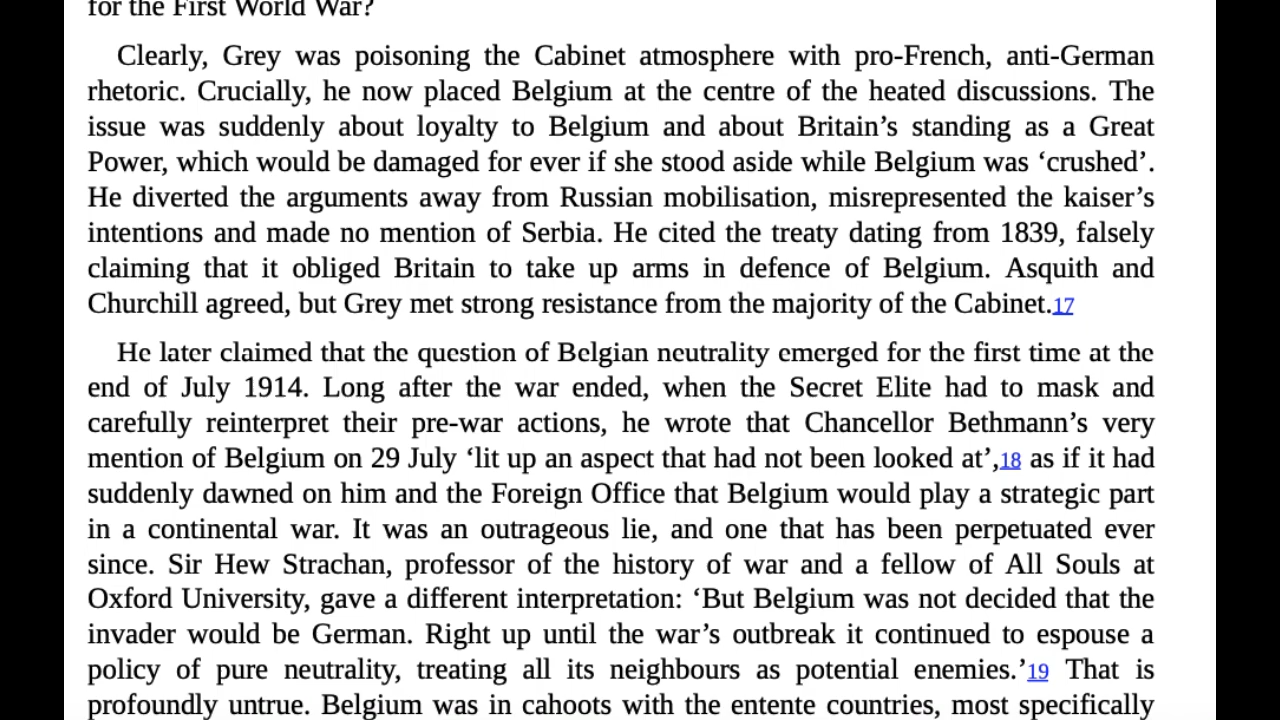 for the First World War?
Clearly, Grey was poisoning the Cabinet atmosphere with pro-French, anti-German
rhetoric. Crucially, he now placed Belgium at the centre of the heated discussions. The
issue was suddenly about loyalty to Belgium and about Britain’s standing as a Great
Power, which would be damaged for ever if she stood aside while Belgium was ‘crushed’.
He diverted the arguments away from Russian mobilisation, misrepresented the kaiser’s
intentions and made no mention of Serbia. He cited the treaty dating from 1839, falsely
claiming that it obliged Britain to take up arms in defence of Belgium. Asquith and
Churchill agreed, but Grey met strong resistance from the majority of the Cabinet.17
He later claimed that the question of Belgian neutrality emerged for the first time at the
end of July 1914. Long after the war ended, when the Secret Elite had to mask and
carefully reinterpret their pre-war actions, he wrote that Chancellor Bethmann’s very
mention of Belgium on 29 July ‘lit up an aspect that had not been looked at’,18 as if it had
suddenly dawned on him and the Foreign Office that Belgium would play a strategic part
in a continental war. It was an outrageous lie, and one that has been perpetuated ever
since. Sir Hew Strachan, professor of the history of war and a fellow of All Souls at
Oxford University, gave a different interpretation: ‘But Belgium was not decided that the
invader would be German. Right up until the war’s outbreak it continued to espouse a
policy of pure neutrality, treating all its neighbours as potential enemies.’19 That is
profoundly untrue. Belgium was in cahoots with the entente countries, most specifically